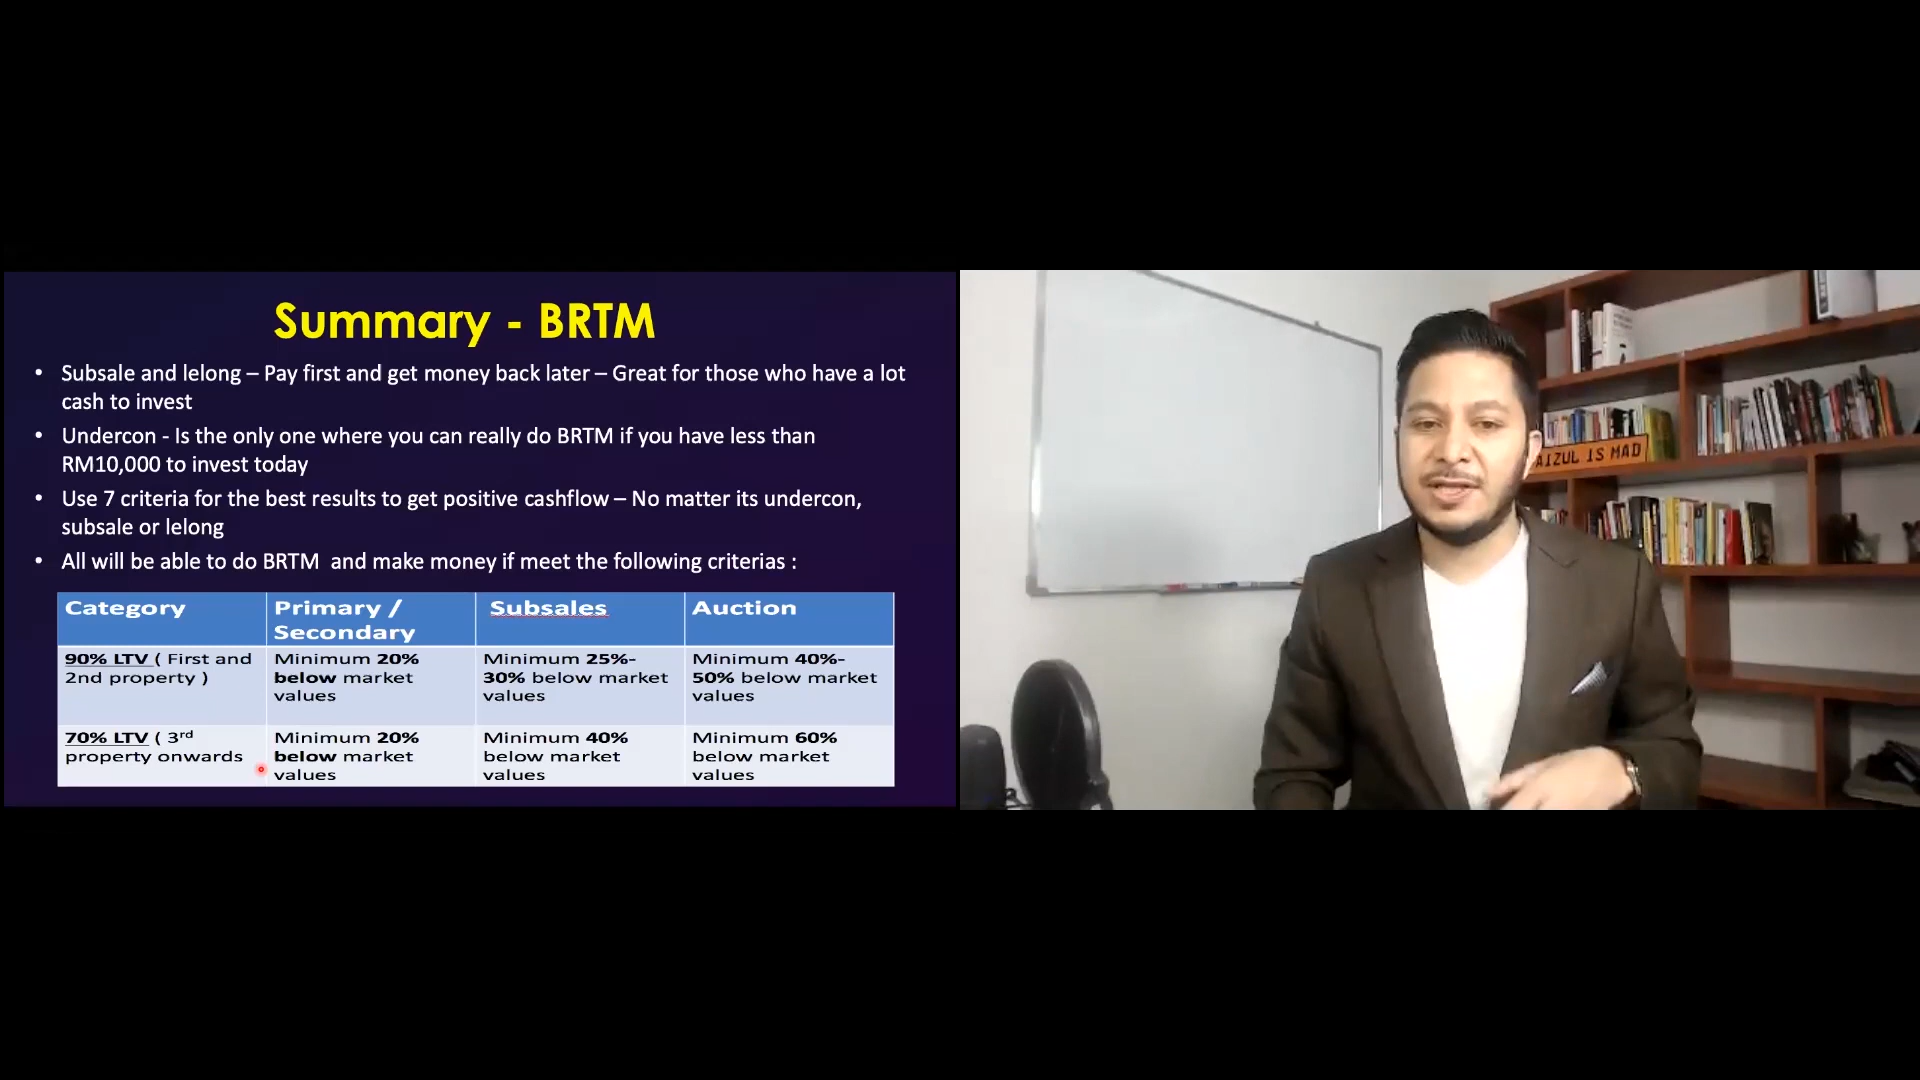 Summary - BRTM
• Subsale and lelong – Pay first and get money back later – Great for those who have a lot
cash to invest
• Undercon - Is the only one where you can really do BRTM if you have less than
RM10,000 to invest today
• Use 7 criteria for the best results to get positive cashflow – No matter its undercon,
subsale or lelong
• All will be able to do BRTM  and make money if meet the following criterias :
Category
Primary /
Secondary
Subsales
Auction
90% LTV ( First and
2nd property )
Minimum 20%
below market
values
Minimum 25%-
30% below market
values
Minimum 40%-
50% below market
values
70% LTV ( 3rd
property onwards
Minimum 20%
below market
values
Minimum 40%
below market
values
Minimum 60%
below market
values
AIZUL IS MAD